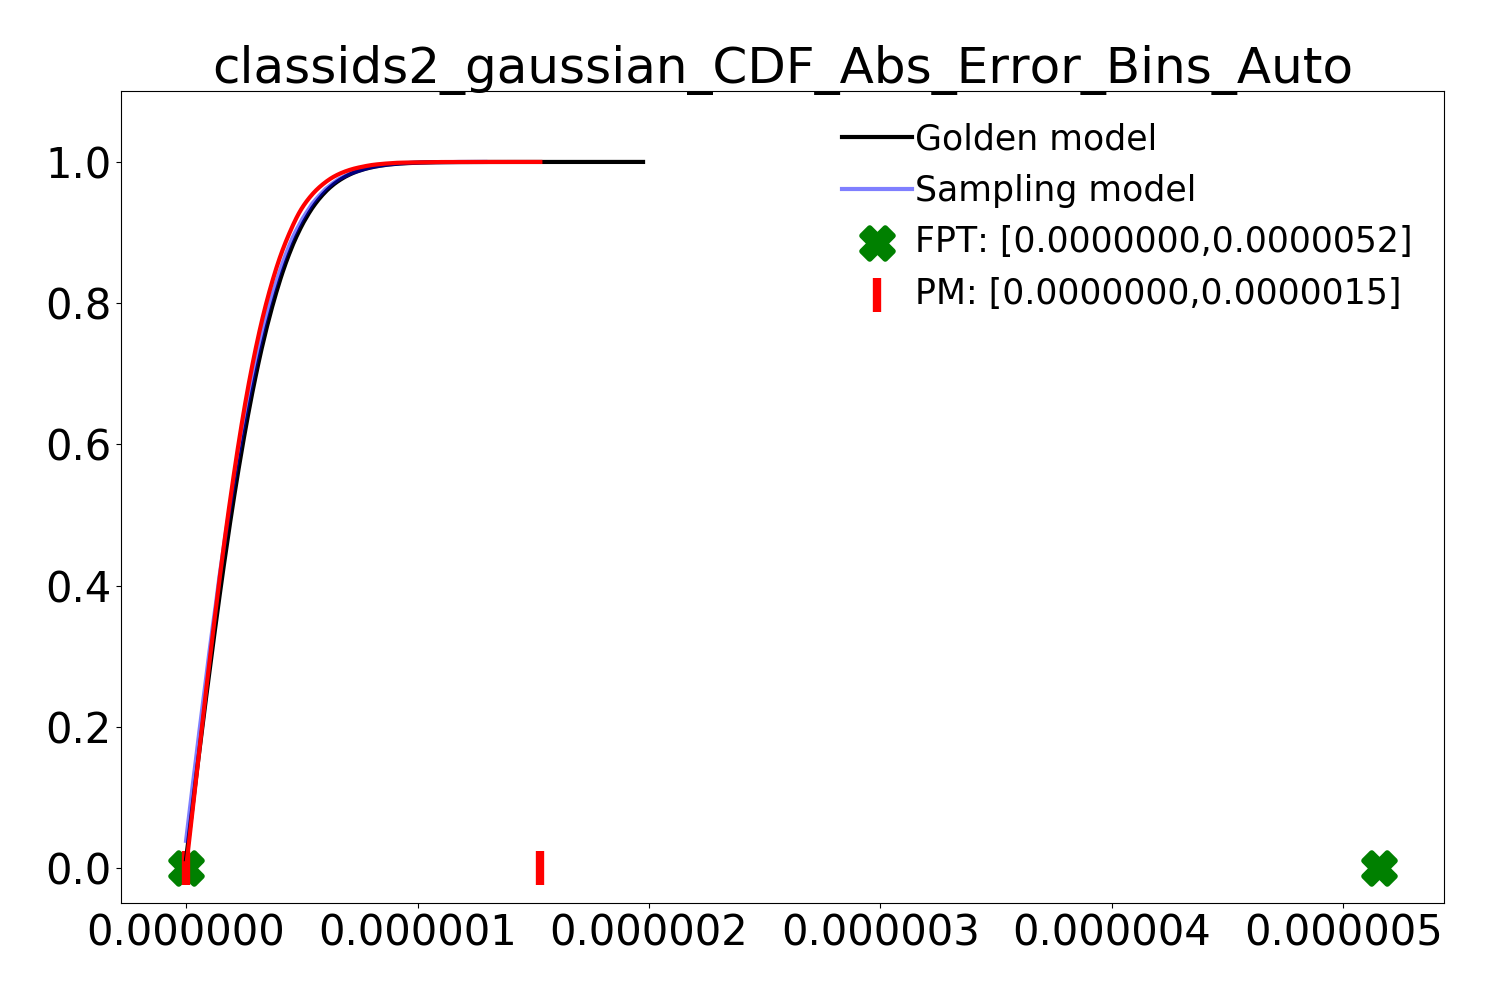 classids2_gaussian_CDF_Abs_Error_Bins_Auto
Golden model
Sampling model
FPT: [0.0000000,0.0000052]
PM: [0.0000000,0.0000015]
1.0
0.8
0.6
0.4
0.2
0.0
0.000000 0.000001 0.000002 0.000003 0.000004 0.000005